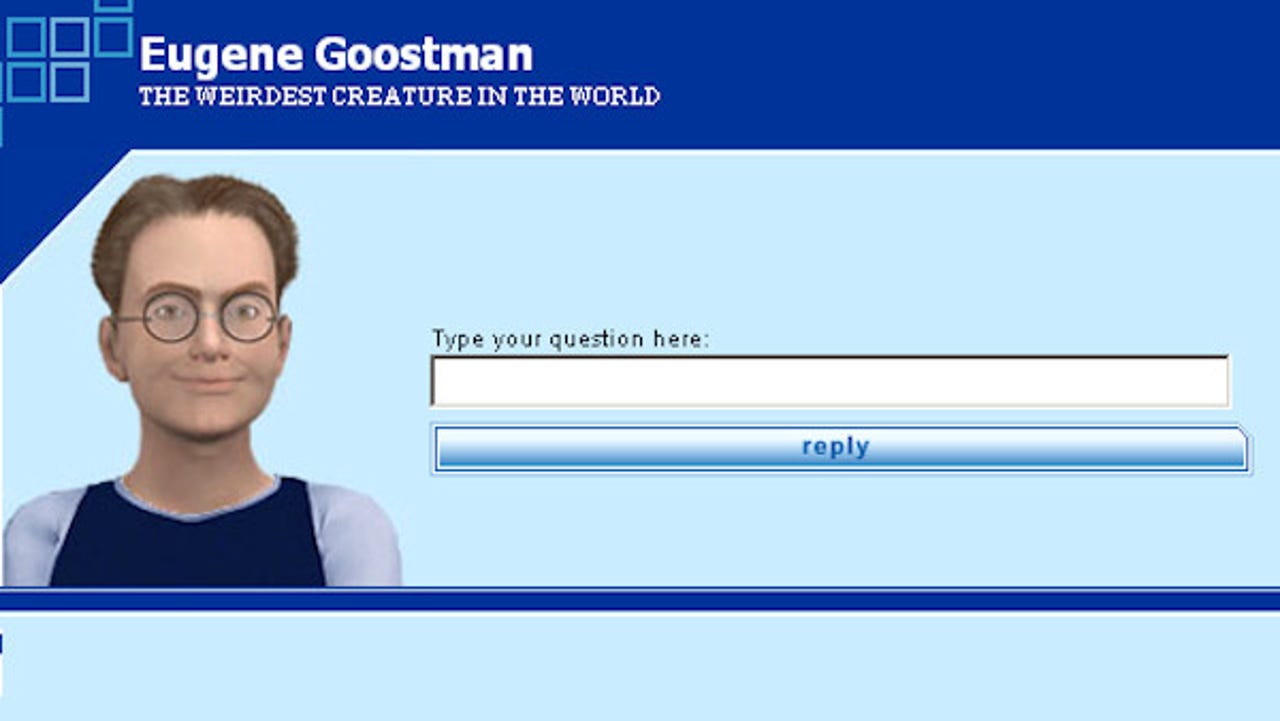 Eugene Goostman
THE WEIRDEST CREATURE IN THE WORLD
Type your question here:
reply